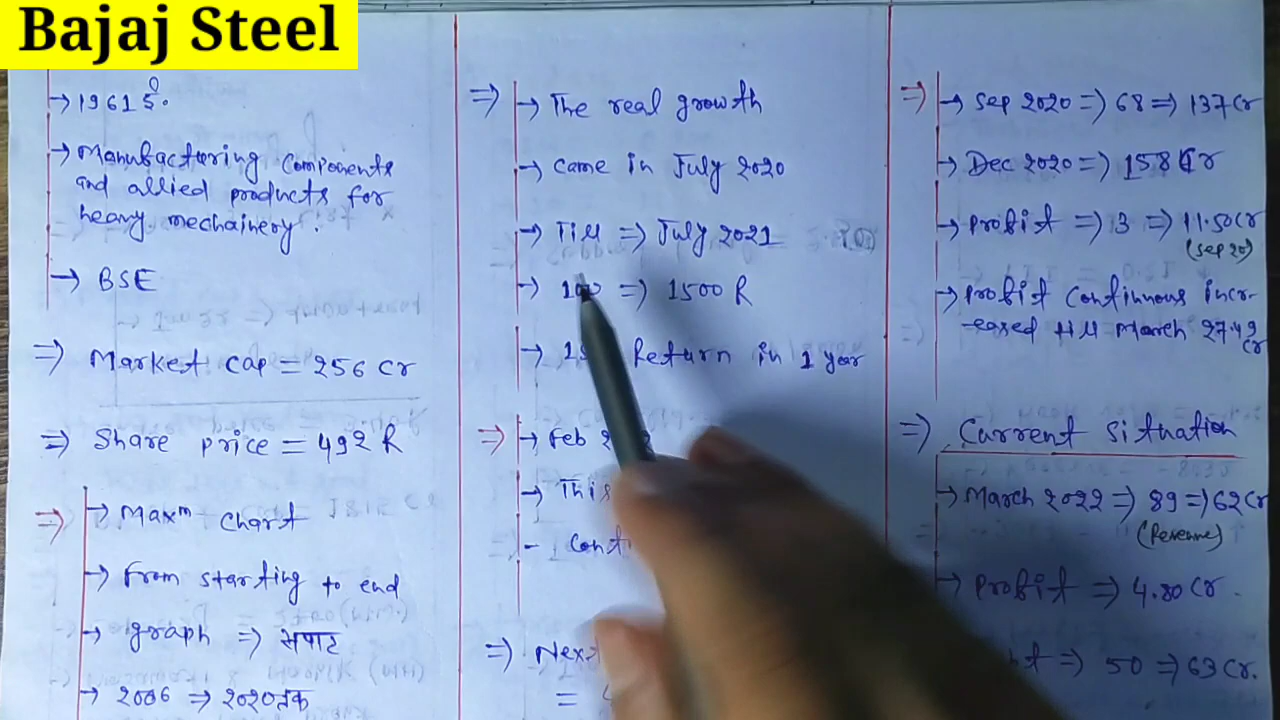 Bajaj Steel
→ 1961 ई.
→ Manufacturing Components
and allied products for
heavy mechainery.
→ BSE
⇒ Market Cap = 256 Cr
⇒ Share price = 492 R
⇒ → Maxᵐ chart
→ from starting to end
→ graph ⇒ सपाट
→ 2006 ⇒ 2020 तक
⇒ → The real growth
→ Came in July 2020
→ Till ⇒ July 2021
→ 100 ⇒ 1500 R
→ Return in 1 year
⇒ → Feb
→ This
-
⇒ Next
=
⇒ → Sep 2020 ⇒ 68 ⇒ 137 Cr
→ Dec 2020 ⇒ 158 Cr
→ Profit ⇒ 3 ⇒ 11.50 Cr
(Sep 20)
→ Profit Continuous incr-
-eased till March 27.49
Cr
⇒ Current Situation
→ March 2022 ⇒ 89 ⇒ 62 Cr
(Revenue)
→ Profit ⇒ 4.80 Cr.
⇒ 50 ⇒ 63 Cr.